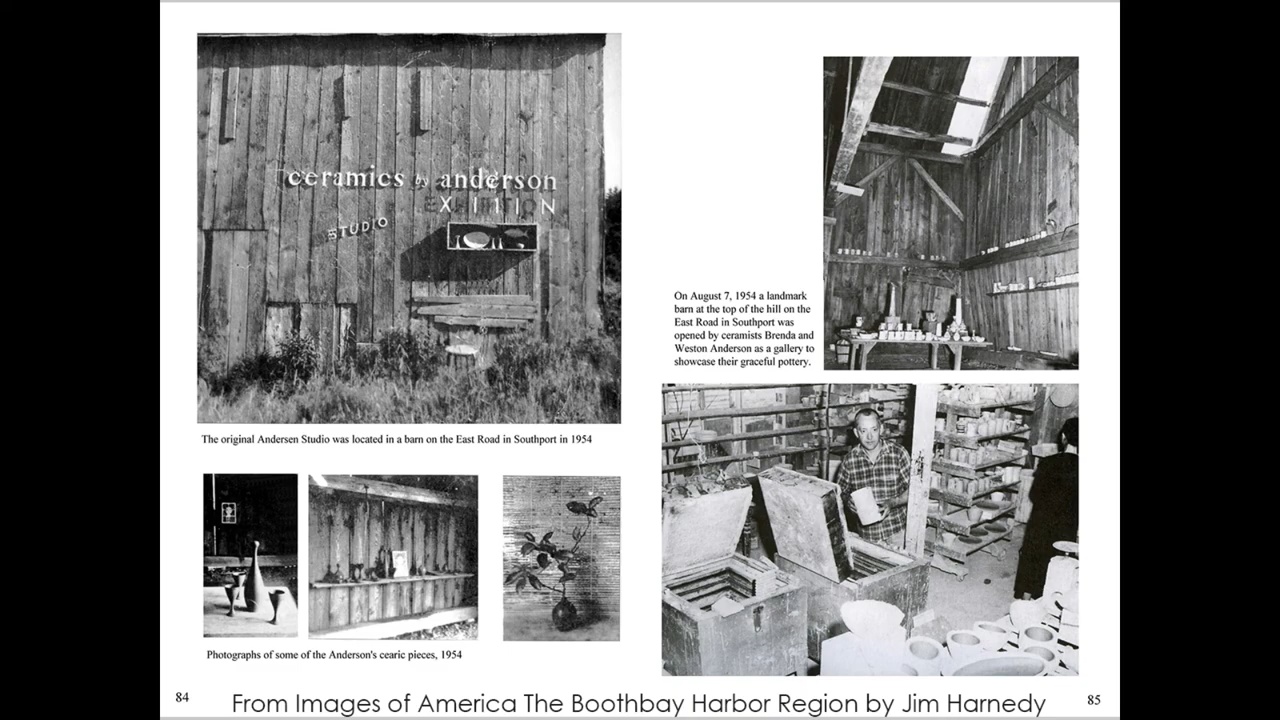 ceramics by anderson
EXHIBITION
STUDIO
The original Andersen Studio was located in a barn on the East Road in Southport in 1954
Photographs of some of the Anderson's cearic pieces, 1954
On August 7, 1954 a landmark
barn at the top of the hill on the
East Road in Southport was
opened by ceramists Brenda and
Weston Anderson as a gallery to
showcase their graceful pottery.
84
From Images of America The Boothbay Harbor Region by Jim Harnedy
85